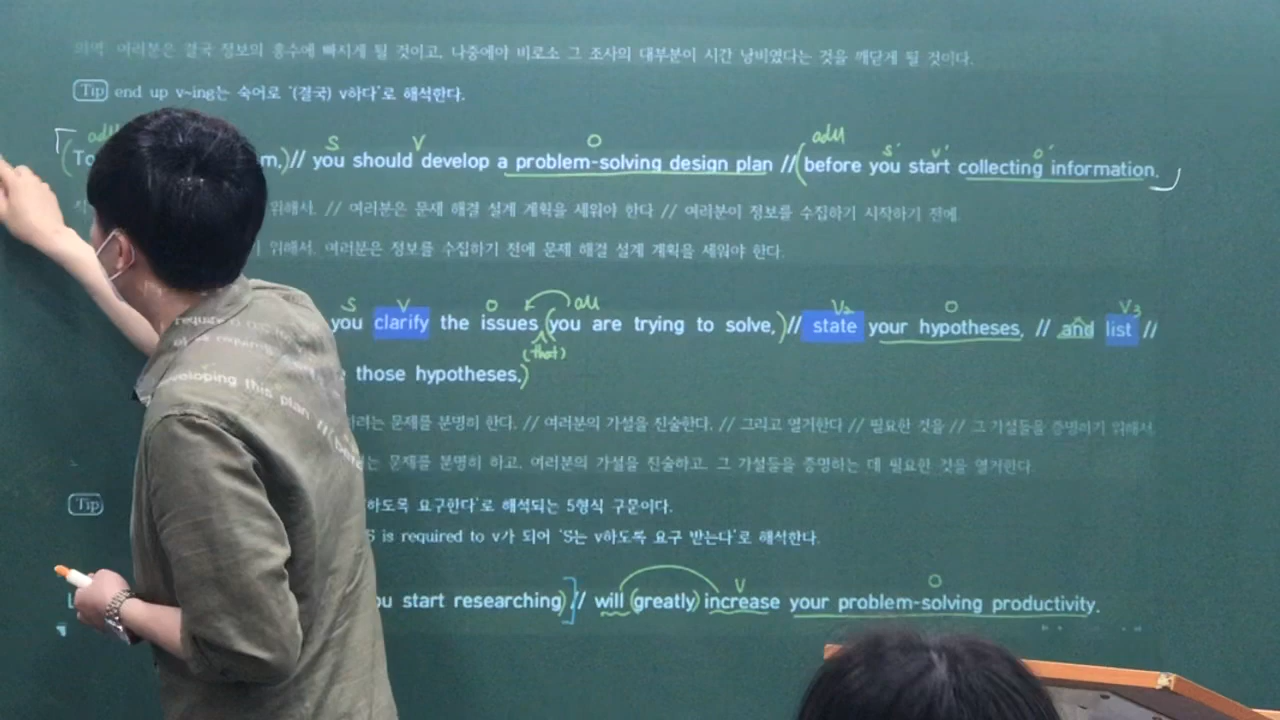 의역 여러분은 결국 정보의 홍수에 빠지게 될 것이고, 나중에야 비로소 그 조사의 대부분이 시간 낭비였다는 것을 깨닫게 될 것이다.
Tip end up v~ing는 숙어로 '(결국) v하다'로 해석한다.
S V O adv s' v' o'
(To m,) // you should develop a problem-solving design plan // (before you start collecting information.
위해서. // 여러분은 문제 해결 설계 계획을 세워야 한다 // 여러분이 정보를 수집하기 시작하기 전에.
위해서. 여러분은 정보를 수집하기 전에 문제 해결 설계 계획을 세워야 한다.
S V O V₂ O V3
you clarify the issues (you are trying to solve,) // state your hypotheses, // and list //
(that)
those hypotheses.)
문제를 분명히 한다. // 여러분의 가설을 진술한다. // 그리고 열거한다 // 필요한 것을 // 그 가설들을 증명하기 위해서.
문제를 분명히 하고, 여러분의 가설을 진술하고, 그 가설들을 증명하는 데 필요한 것을 열거한다.
Tip 하도록 요구한다'로 해석되는 5형식 구문이다.
S is required to v가 되어 'S는 v하도록 요구 받는다'로 해석한다.
V O
start researching)] // will (greatly) increase your problem-solving productivity.
developing this plan // (